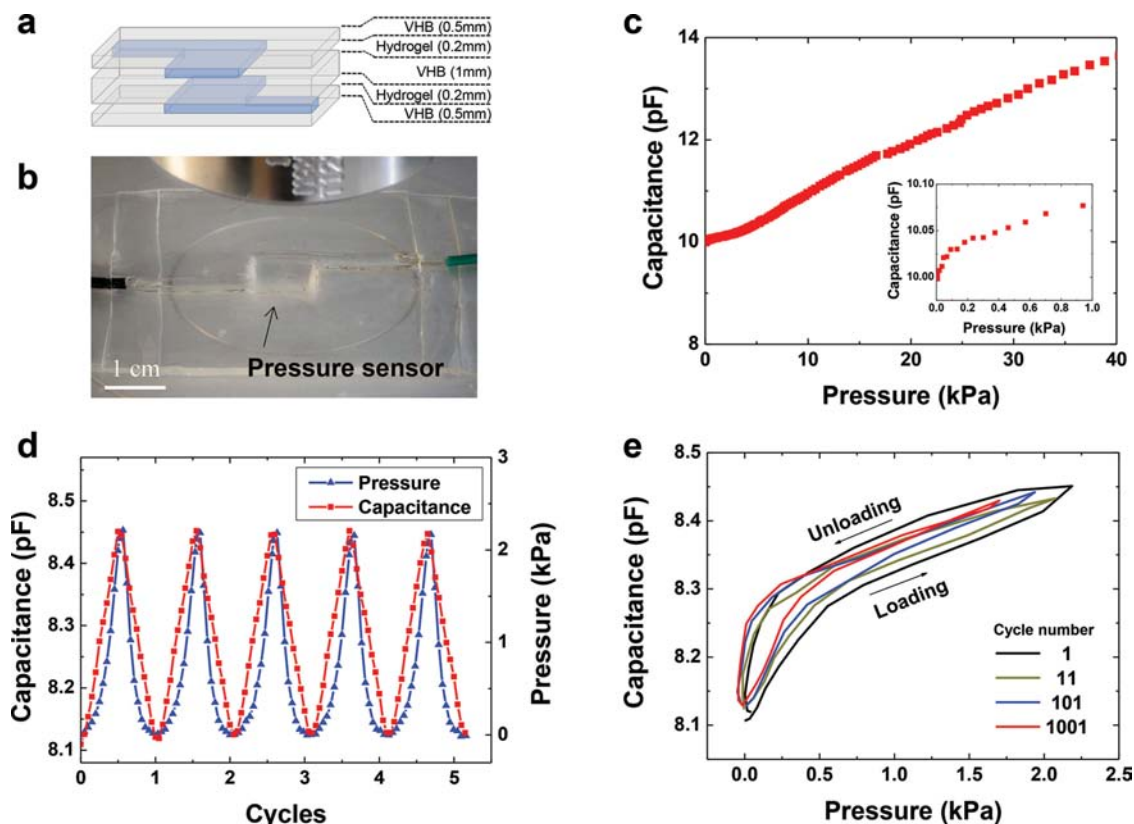 a
VHB (0.5mm)
Hydrogel (0.2mm)
VHB (1mm)
Hydrogel (0.2mm)
VHB (0.5mm)
b
Pressure sensor
1 cm
c
Capacitance (pF)
14
12
10
8
0
10
20
30
40
Pressure (kPa)
Capacitance (pF)
10.10
10.05
10.00
0.0
0.2
0.4
0.6
0.8
1.0
Pressure (kPa)
d
Capacitance (pF)
8.5
8.4
8.3
8.2
8.1
Pressure
Capacitance
3
2
1
0
Pressure (kPa)
0
1
2
3
4
5
Cycles
e
Capacitance (pF)
8.5
8.4
8.3
8.2
8.1
Unloading
Loading
Cycle number
1
11
101
1001
0.0
0.5
1.0
1.5
2.0
2.5
Pressure (kPa)